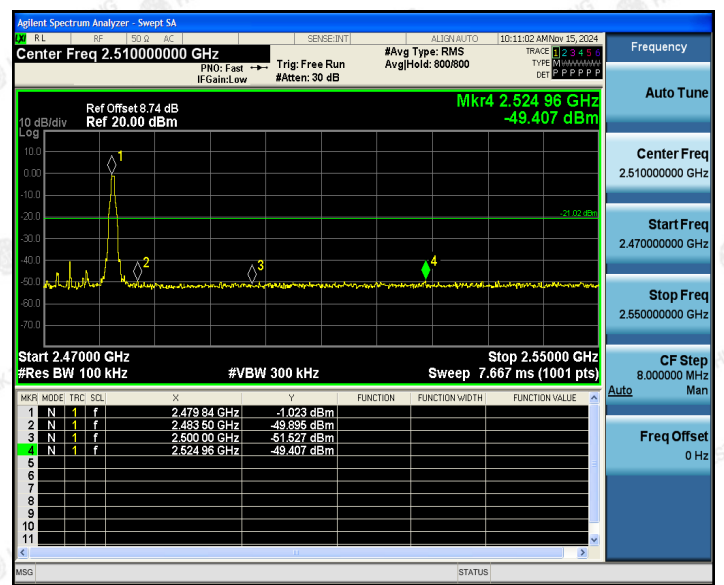 Agilent Spectrum Analyzer - Swept SA
LXI RL RF 50 Ω AC SENSE:INT ALIGN AUTO 10:11:02 AM Nov 15, 2024
Center Freq 2.510000000 GHz
PNO: Fast
IFGain:Low
Trig: Free Run
#Atten: 30 dB
#Avg Type: RMS
Avg|Hold: 800/800
TRACE 1 2 3 4 5 6
TYPE M
DET P P P P P P
Ref Offset 8.74 dB
10 dB/div Ref 20.00 dBm
Log
Mkr4 2.524 96 GHz
-49.407 dBm
10.0
0.00
-10.0
-20.0
-30.0
-40.0
-50.0
-60.0
-70.0
1
2
3
4
-21.02 dBm
Start 2.47000 GHz Stop 2.55000 GHz
#Res BW 100 kHz #VBW 300 kHz Sweep 7.667 ms (1001 pts)
MKR MODE TRC SCL X Y FUNCTION FUNCTION WIDTH FUNCTION VALUE
1 N 1 f 2.479 84 GHz -1.023 dBm
2 N 1 f 2.483 50 GHz -49.895 dBm
3 N 1 f 2.500 00 GHz -51.527 dBm
4 N 1 f 2.524 96 GHz -49.407 dBm
5
6
7
8
9
10
11
MSG STATUS
Frequency
Auto Tune
Center Freq
2.510000000 GHz
Start Freq
2.470000000 GHz
Stop Freq
2.550000000 GHz
CF Step
8.000000 MHz
Auto Man
Freq Offset
0 Hz